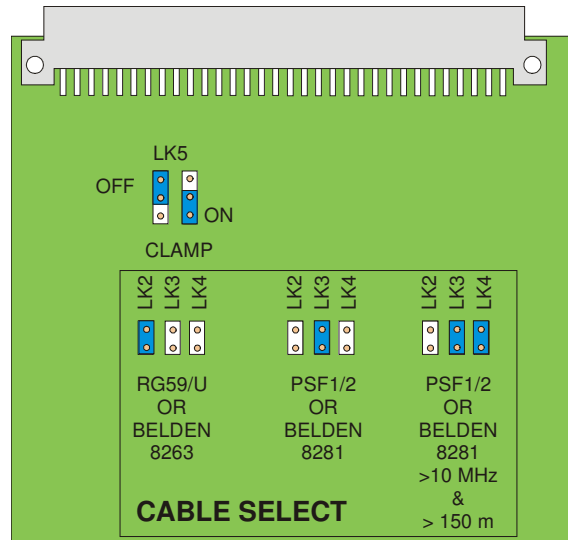 LK5
OFF
ON
CLAMP
LK2 LK3 LK4
RG59/U
OR
BELDEN
8263
LK2 LK3 LK4
PSF1/2
OR
BELDEN
8281
LK2 LK3 LK4
PSF1/2
OR
BELDEN
8281
>10 MHz
&
> 150 m
CABLE SELECT